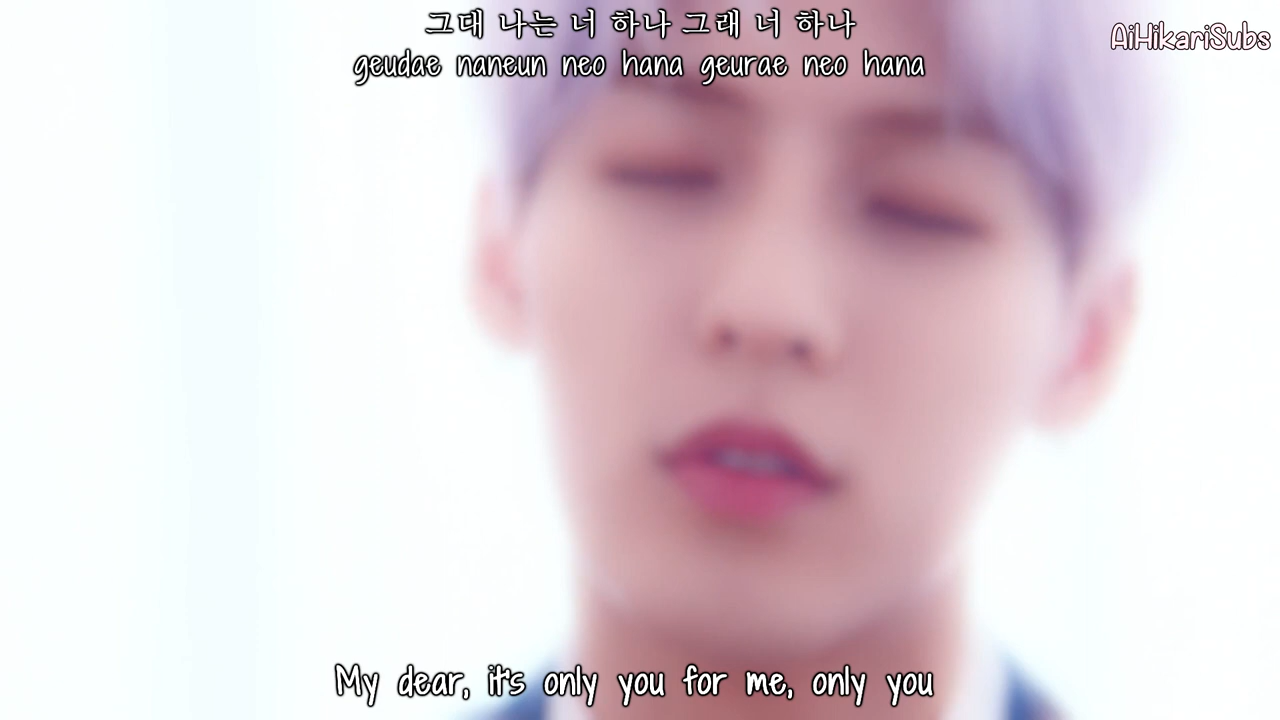 그대 나는 너 하나 그래 너 하나
AiHikariSubs
geudae naneun neo hana geurae neo hana
My dear, it's only you for me, only you